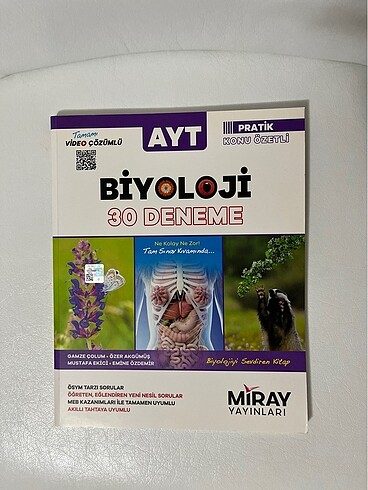 Tamamı
VİDEO ÇÖZÜMLÜ
AYT
PRATİK
KONU ÖZETLİ
BİYOLOJİ
30 DENEME
Ne Kolay Ne Zor!
Tam Sınav Kıvamında...
GAMZE ÇOLUM • ÖZER AKGÜMÜŞ
MUSTAFA EKİCİ • EMİNE ÖZDEMİR
Biyolojiyi Sevdiren Kitap
ÖSYM TARZI SORULAR
ÖĞRETEN, EĞLENDİREN YENİ NESİL SORULAR
MEB KAZANIMLARI İLE TAMAMEN UYUMLU
AKILLI TAHTAYA UYUMLU
MİRAY
YAYINLARI